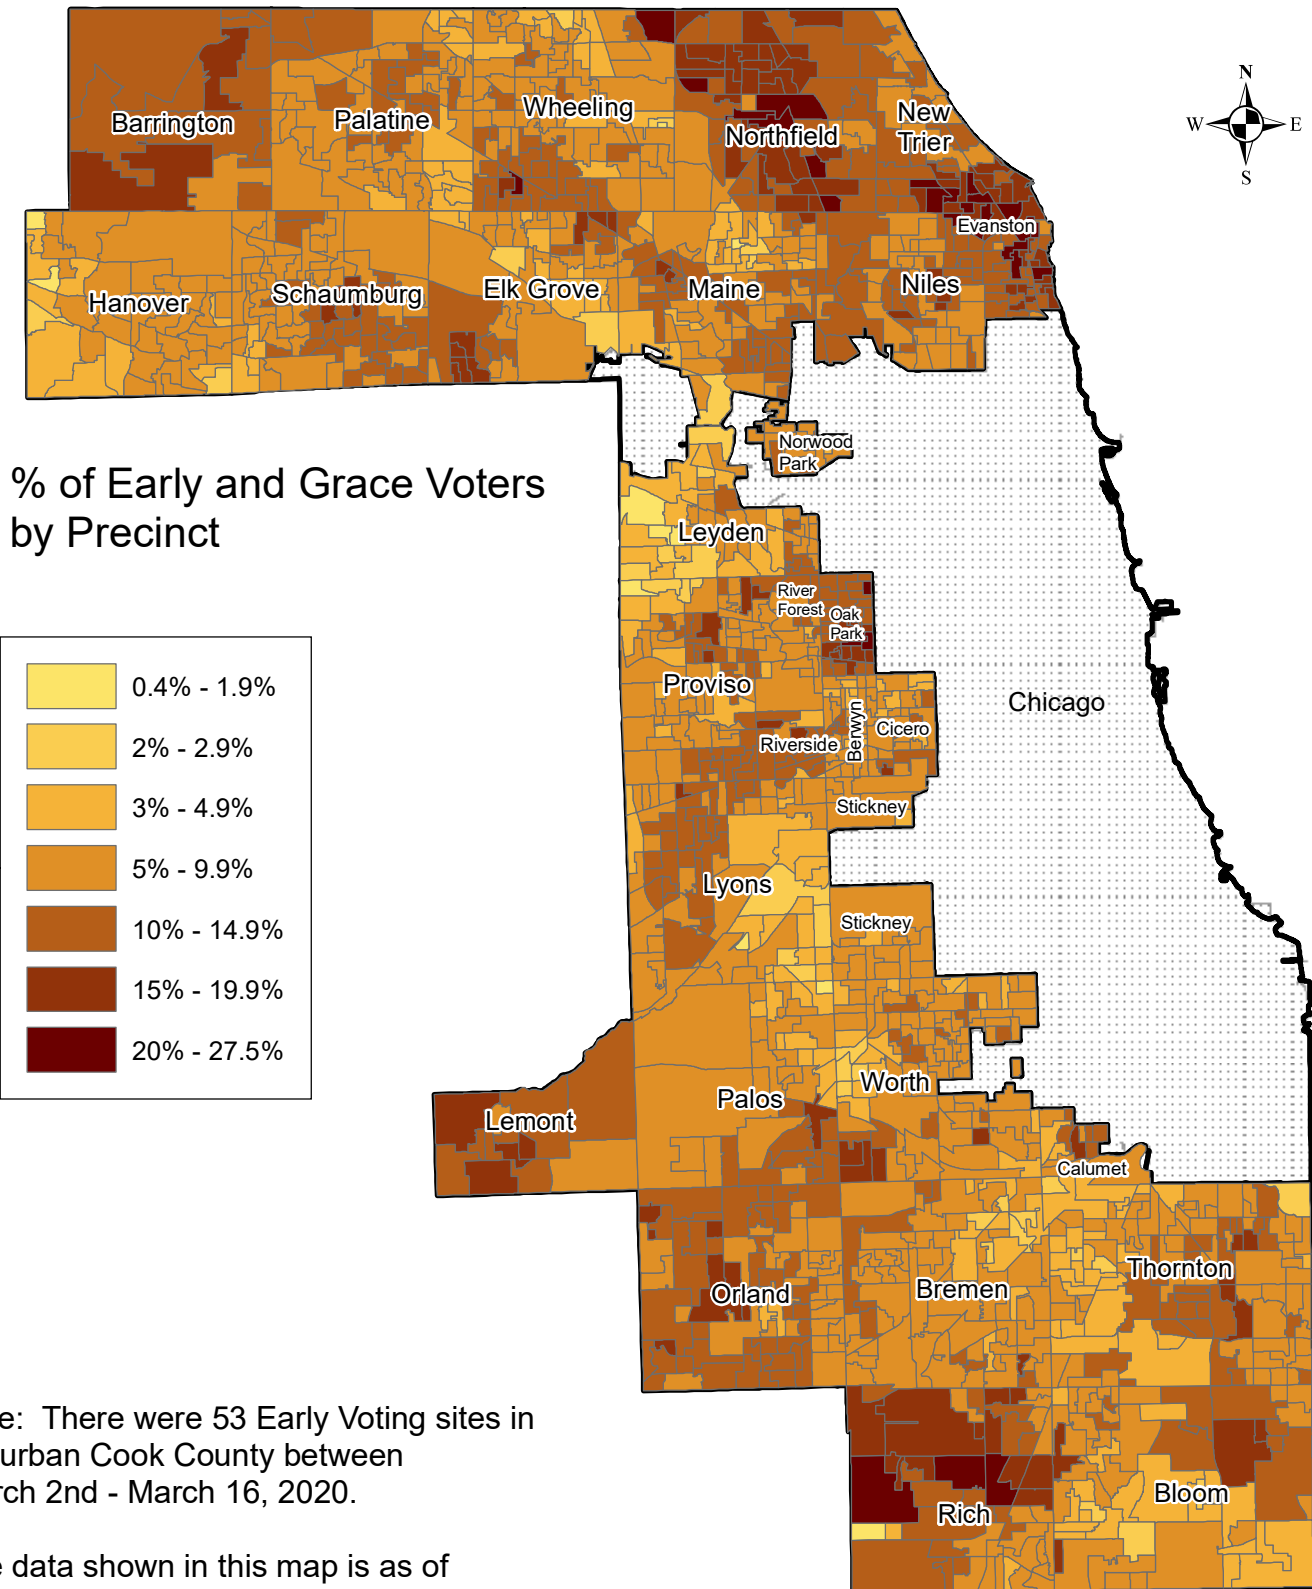 N
W
E
S
Barrington
Palatine
Wheeling
Northfield
New
Trier
Evanston
Hanover
Schaumburg
Elk Grove
Maine
Niles
Norwood
Park
% of Early and Grace Voters
by Precinct
Leyden
River
Forest
Oak
Park
0.4% - 1.9%
2% - 2.9%
3% - 4.9%
5% - 9.9%
10% - 14.9%
15% - 19.9%
20% - 27.5%
Proviso
Chicago
Riverside
Berwyn
Cicero
Stickney
Lyons
Stickney
Worth
Palos
Lemont
Calumet
Thornton
Orland
Bremen
e: There were 53 Early Voting sites in
urban Cook County between
rch 2nd - March 16, 2020.
Bloom
Rich
e data shown in this map is as of